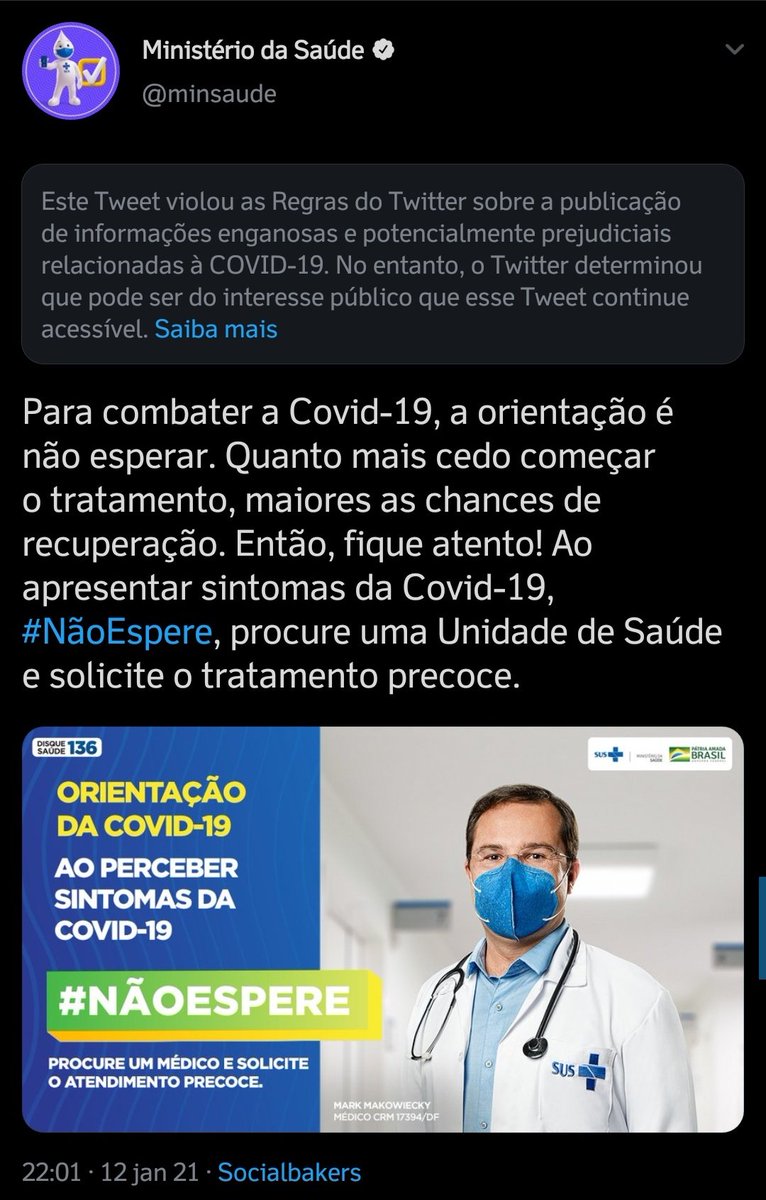 Ministério da Saúde
@minsaude
Este Tweet violou as Regras do Twitter sobre a publicação
de informações enganosas e potencialmente prejudiciais
relacionadas à COVID-19. No entanto, o Twitter determinou
que pode ser do interesse público que esse Tweet continue
acessível. Saiba mais
Para combater a Covid-19, a orientação é
não esperar. Quanto mais cedo começar
o tratamento, maiores as chances de
recuperação. Então, fique atento! Ao
apresentar sintomas da Covid-19,
#NãoEspere, procure uma Unidade de Saúde
e solicite o tratamento precoce.
DISQUE
SAÚDE 136
SUS
MINISTÉRIO DA
SAÚDE
PÁTRIA AMADA
BRASIL
ORIENTAÇÃO
DA COVID-19
AO PERCEBER
SINTOMAS DA
COVID-19
#NÃOESPERE
PROCURE UM MÉDICO E SOLICITE
O ATENDIMENTO PRECOCE.
SUS
MARK MAKOWIECKY
MÉDICO CRM 17394/DF
22:01 · 12 jan 21 · Socialbakers